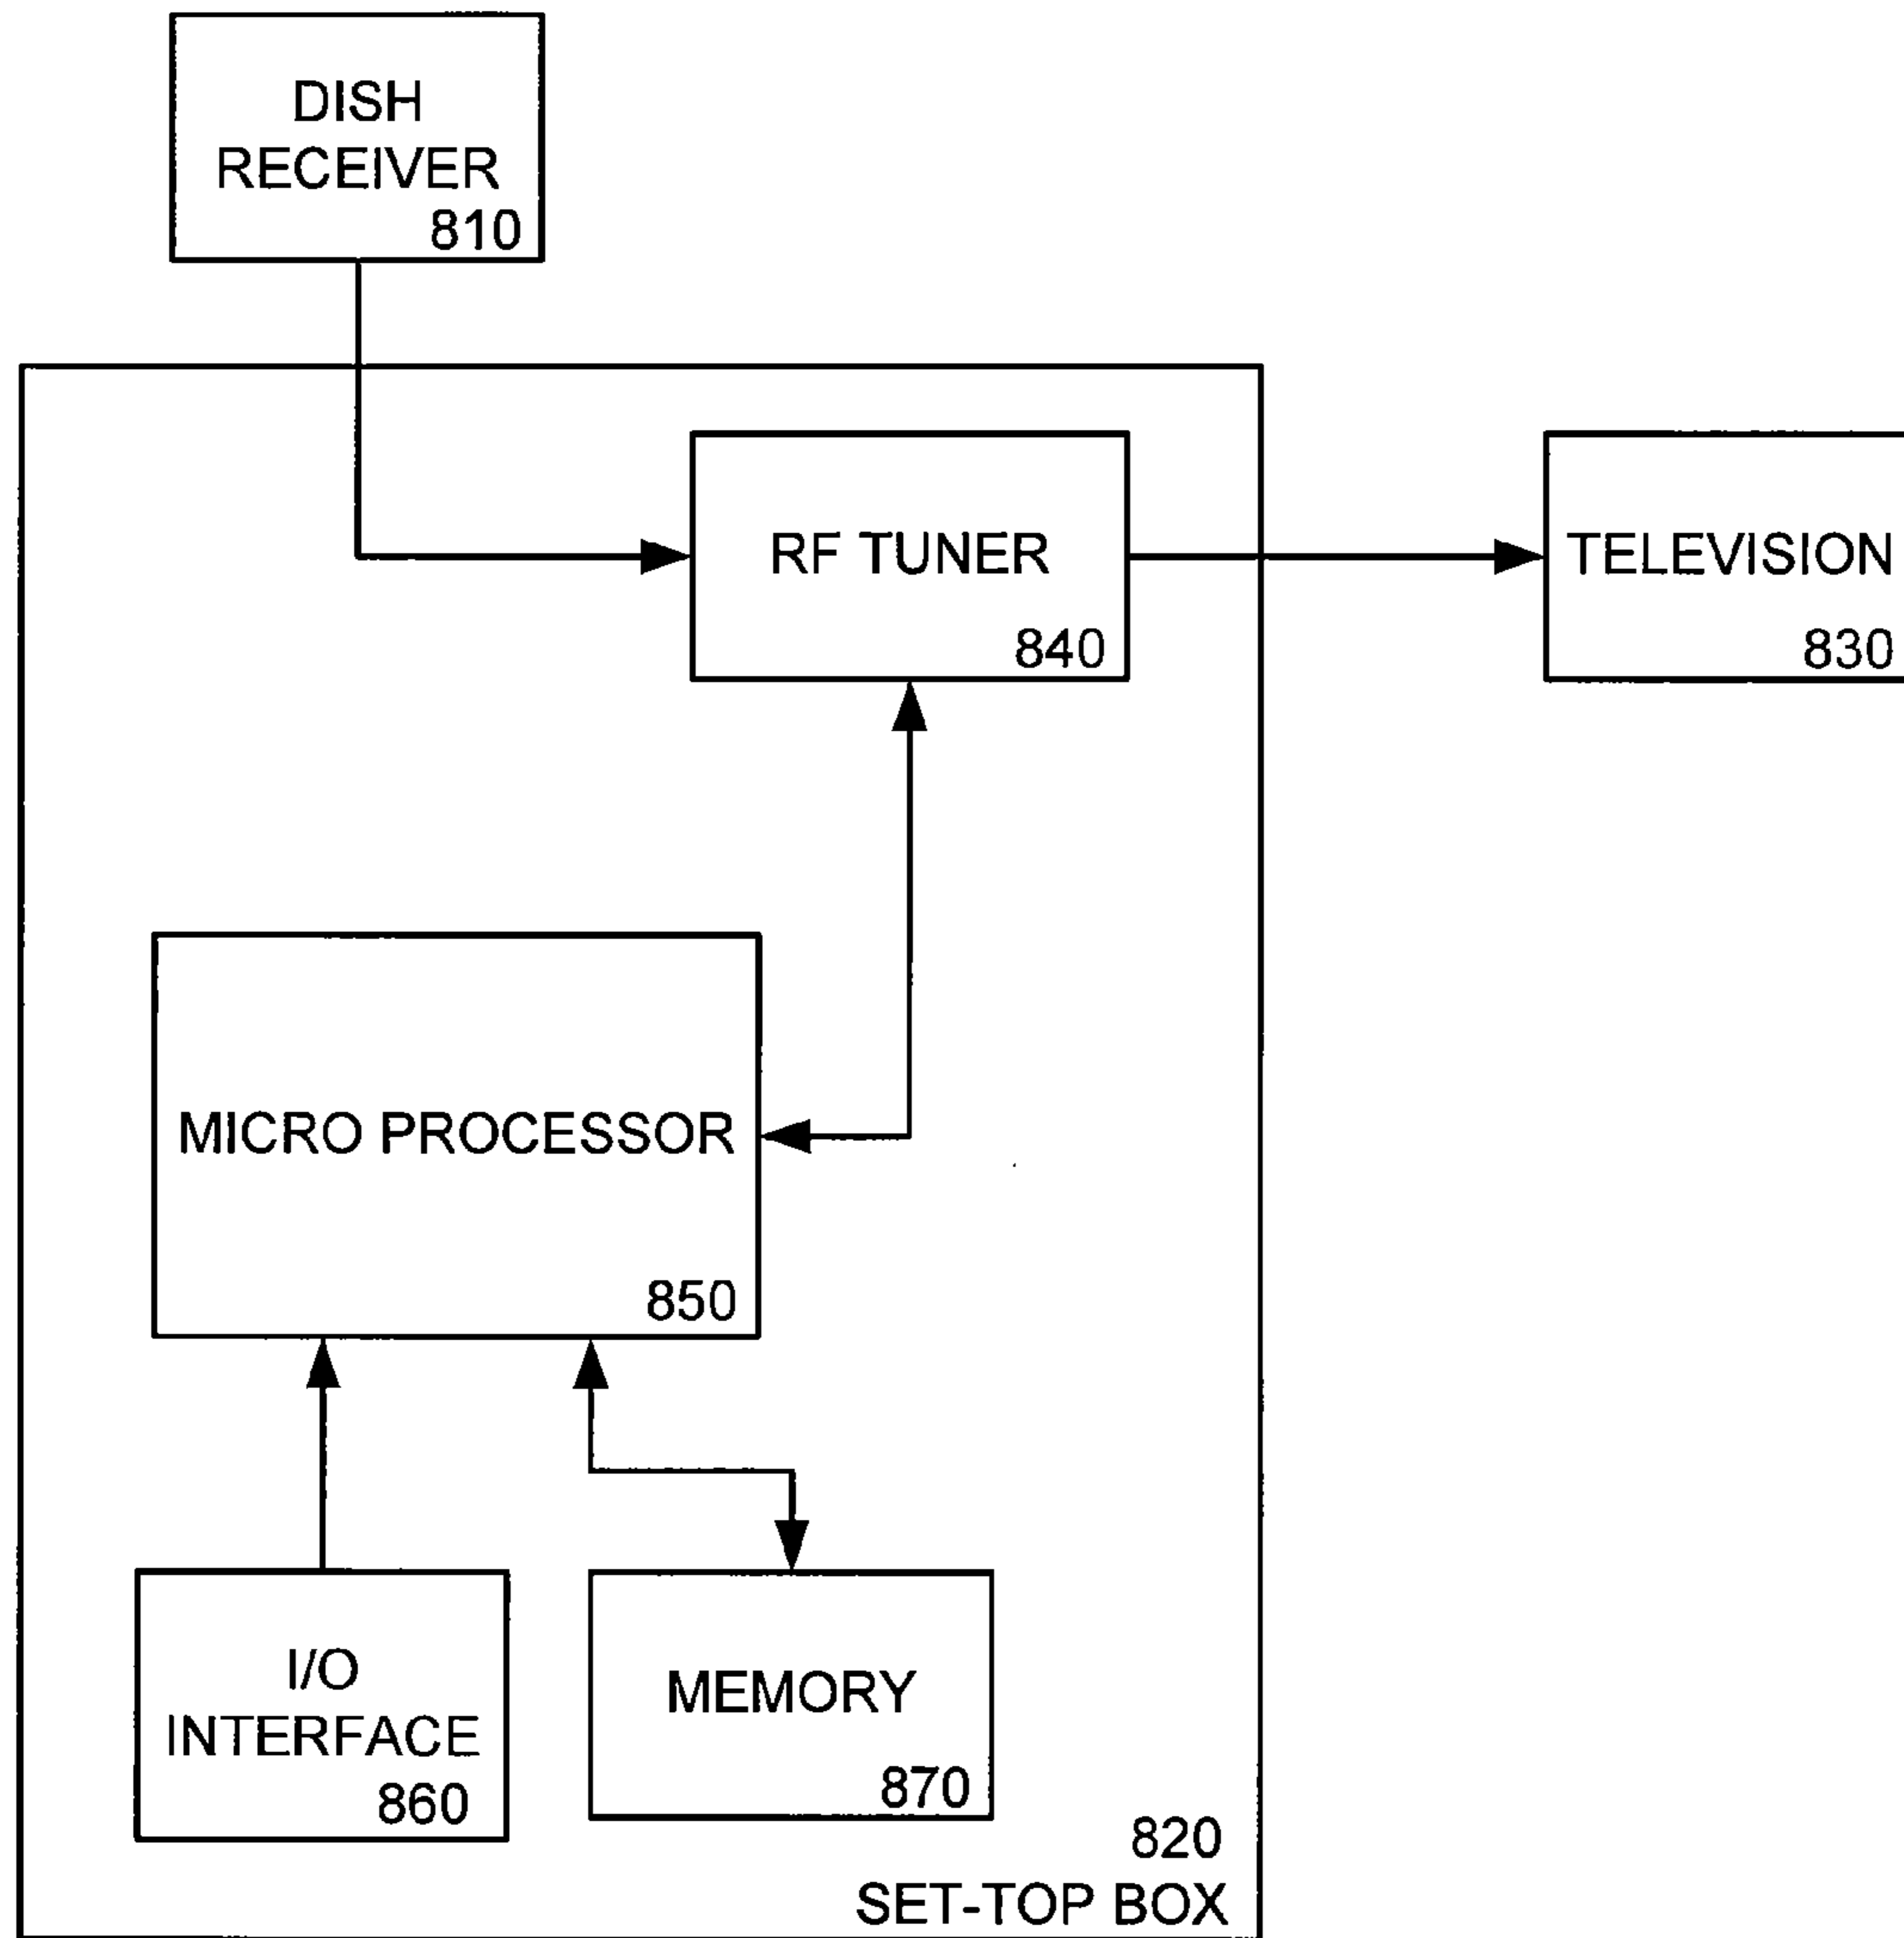 DISH
RECEIVER
810
RF TUNER
840
TELEVISION
830
MICRO PROCESSOR
850
I/O
INTERFACE
860
MEMORY
870
820
SET-TOP BOX